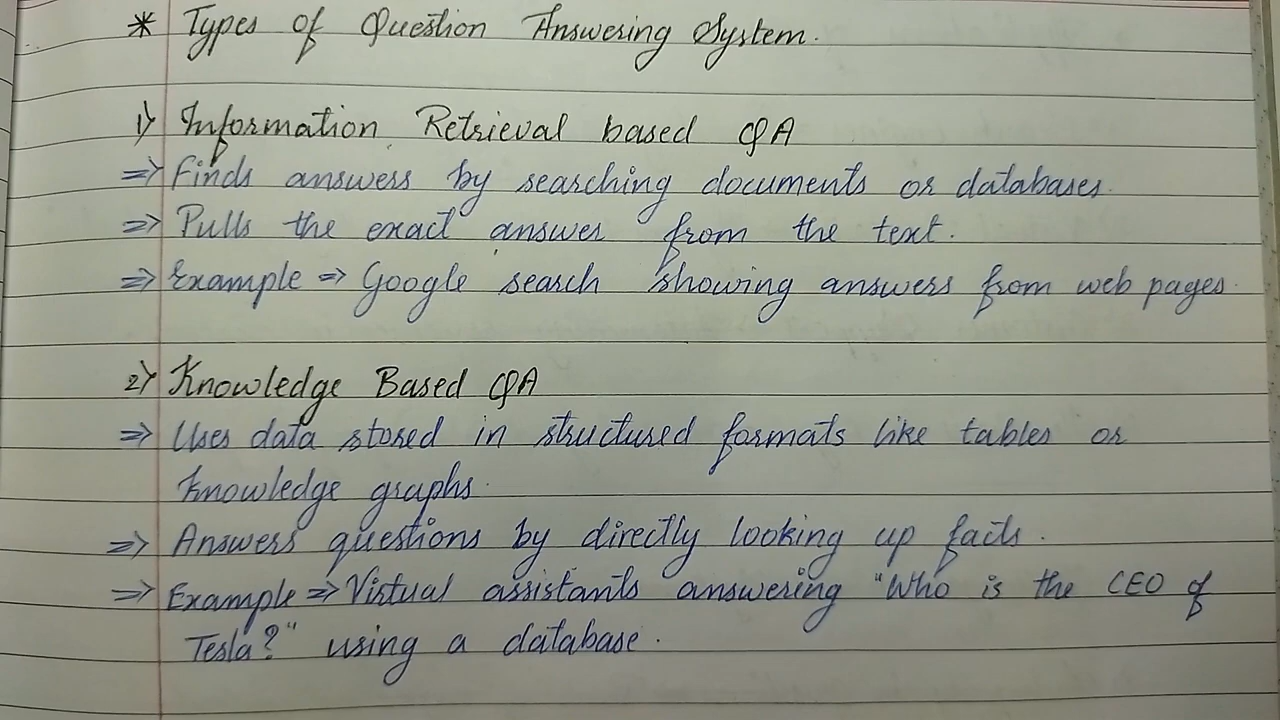 * Types of Question Answering System.
1) Information Retrieval based QA
=> Finds answers by searching documents or databases.
=> Pulls the exact answer from the text.
=> Example => Google search showing answers from web pages.
2) Knowledge Based QA
=> Uses data stored in structured formats like tables or
knowledge graphs.
=> Answers questions by directly looking up facts.
=> Example => Virtual assistants answering "Who is the CEO of
Tesla?" using a database.